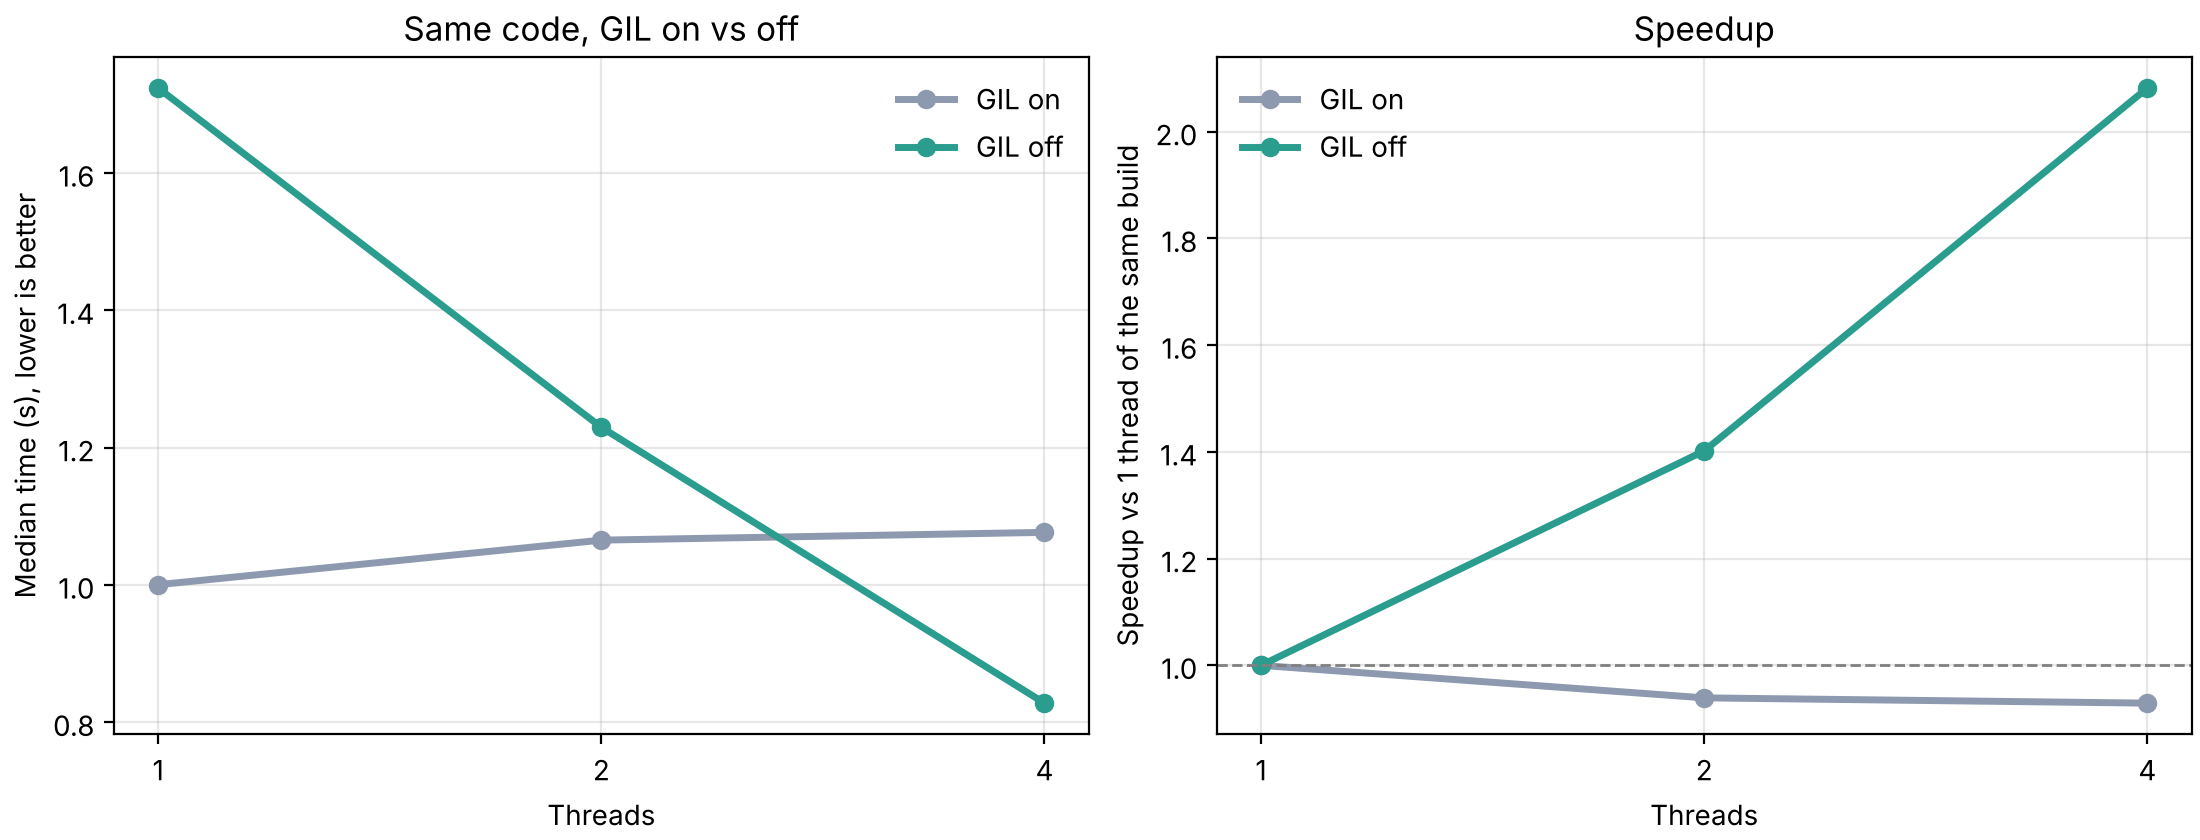 Same code, GIL on vs off
GIL on
GIL off
Median time (s), lower is better
1.6
1.4
1.2
1.0
0.8
1
2
4
Threads
Speedup
GIL on
GIL off
Speedup vs 1 thread of the same build
2.0
1.8
1.6
1.4
1.2
1.0
1
2
4
Threads